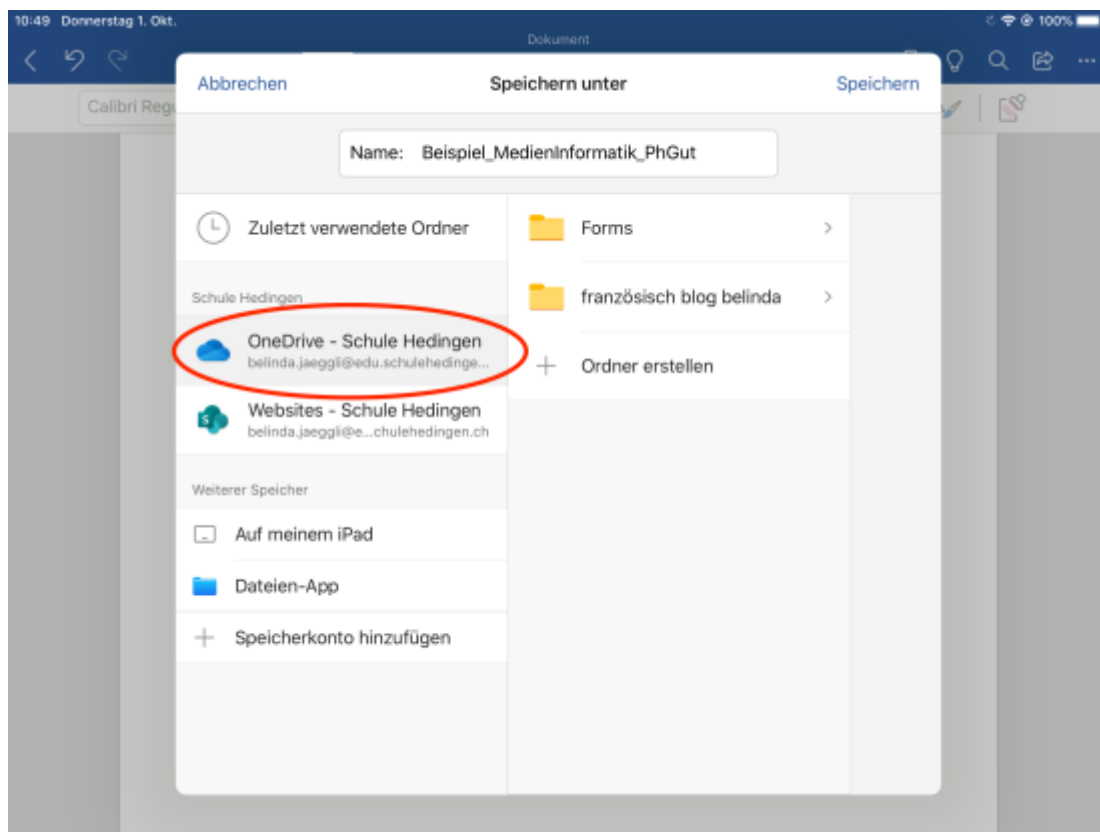 10:49 Donnerstag 1. Okt.
100%
Dokument
Calibri Regu
Abbrechen
Speichern unter
Speichern
Name: Beispiel_MedienInformatik_PhGut
Zuletzt verwendete Ordner
Schule Hedingen
OneDrive - Schule Hedingen
belinda.jaeggli@edu.schulehedinge...
Websites - Schule Hedingen
belinda.jaeggli@e...chulehedingen.ch
Weiterer Speicher
Auf meinem iPad
Dateien-App
Speicherkonto hinzufügen
Forms
französisch blog belinda
Ordner erstellen